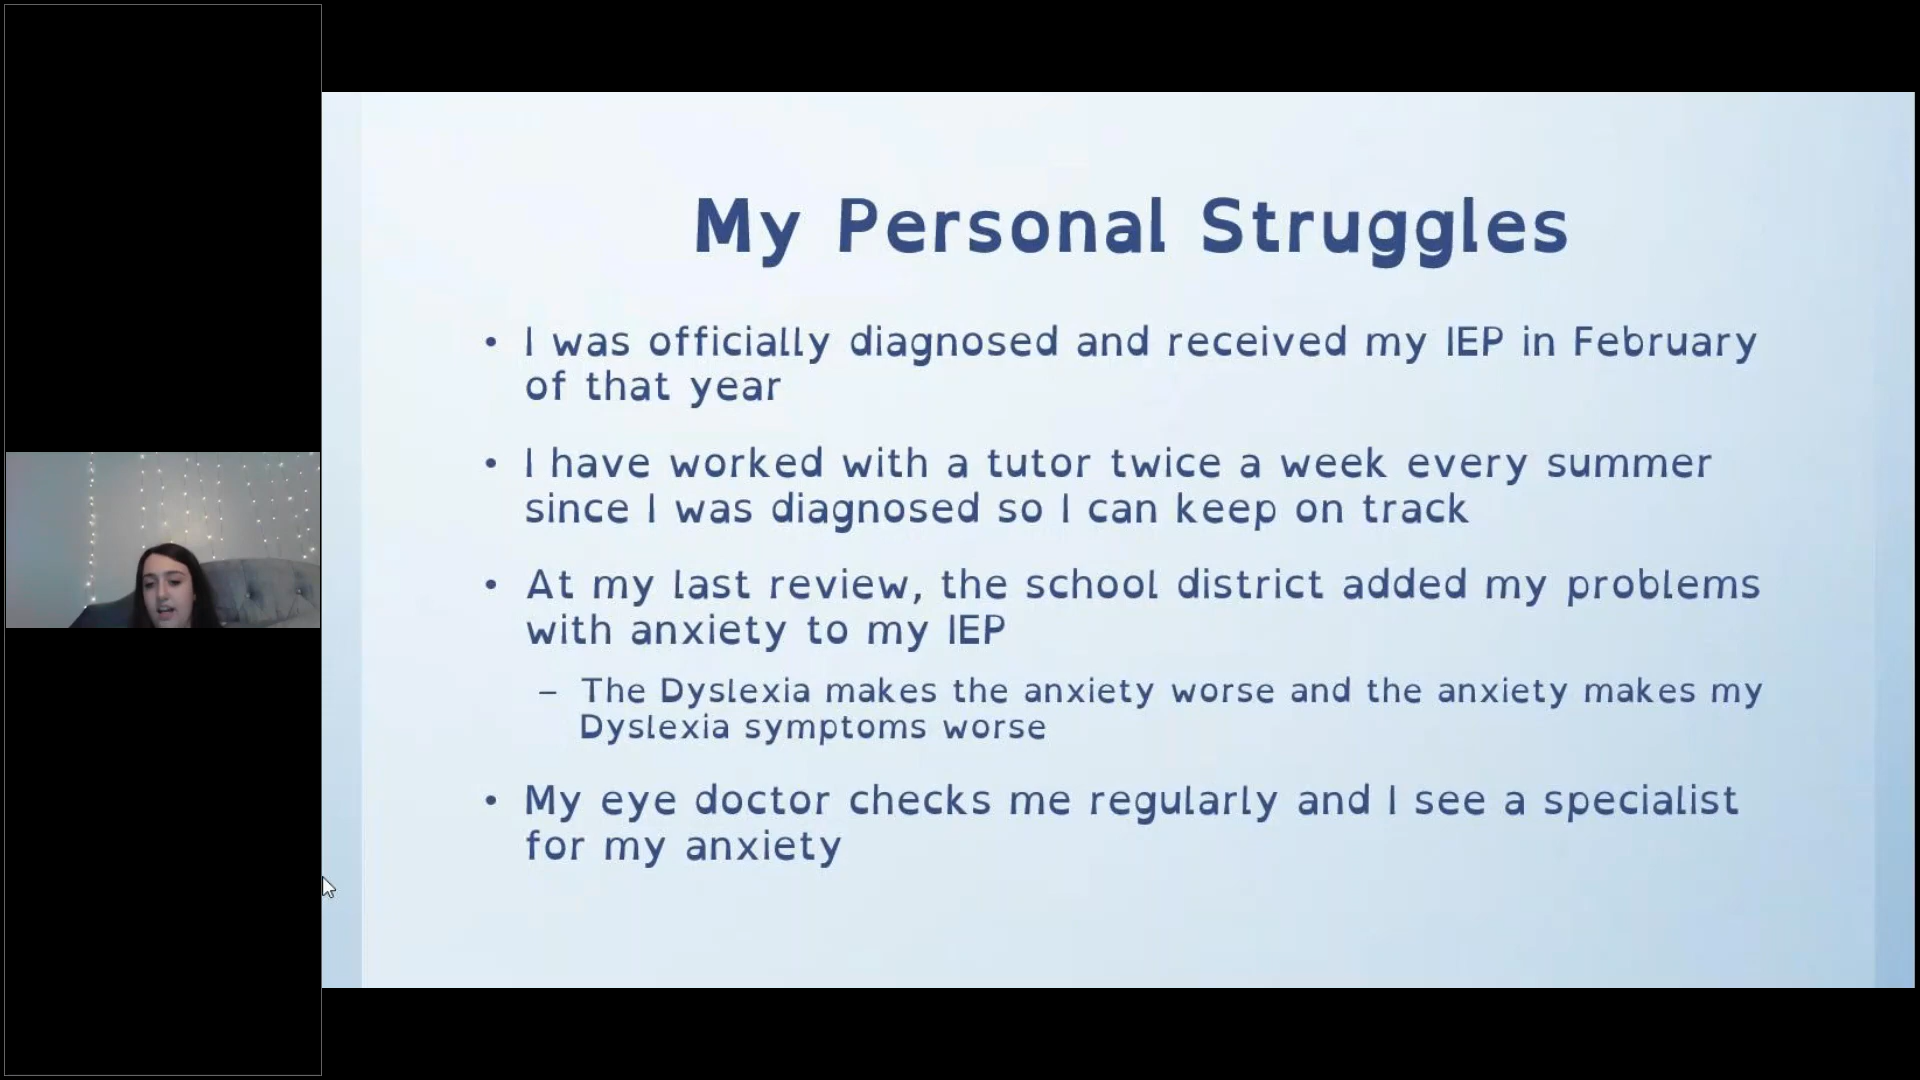 My Personal Struggles
• I was officially diagnosed and received my IEP in February
of that year
• I have worked with a tutor twice a week every summer
since I was diagnosed so I can keep on track
• At my last review, the school district added my problems
with anxiety to my IEP
– The Dyslexia makes the anxiety worse and the anxiety makes my
Dyslexia symptoms worse
• My eye doctor checks me regularly and I see a specialist
for my anxiety